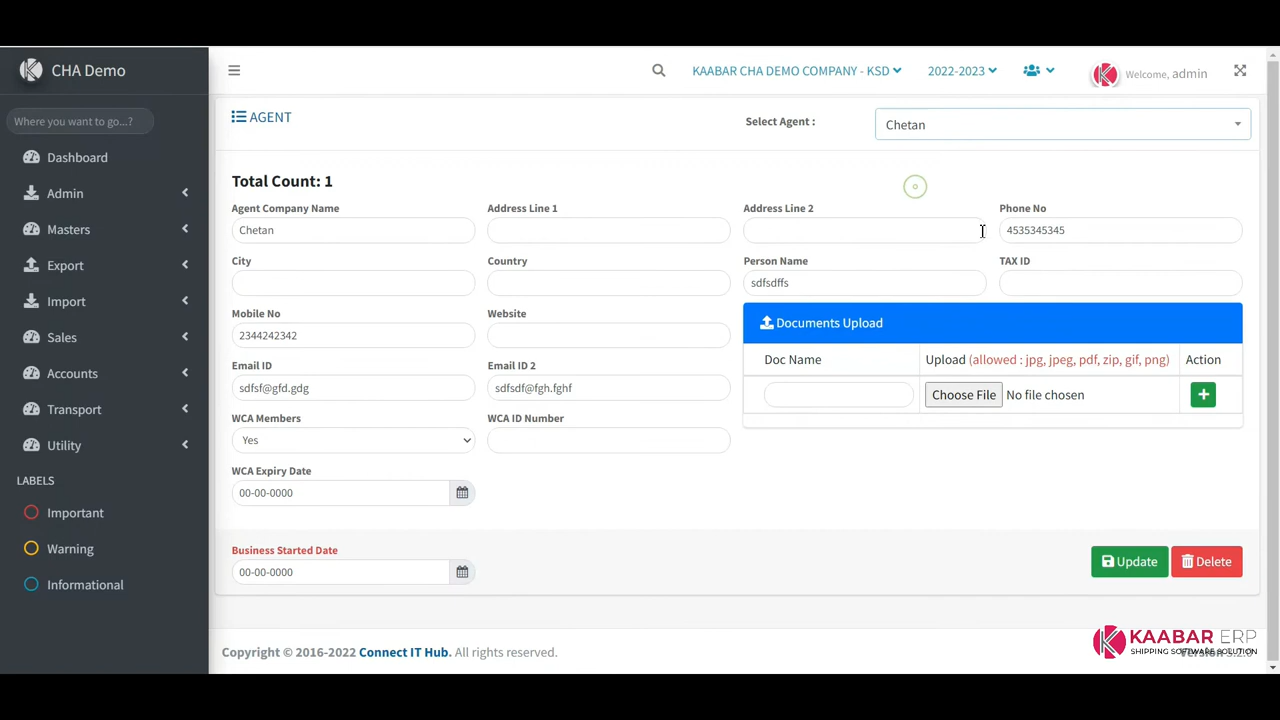 CHA Demo
KAABAR CHA DEMO COMPANY - KSD
2022-2023
Welcome, admin
Where you want to go...?
AGENT
Select Agent :
Chetan
Dashboard
Admin
Masters
Export
Import
Sales
Accounts
Transport
Utility
LABELS
Important
Warning
Informational
Total Count: 1
Agent Company Name
Address Line 1
Address Line 2
Phone No
Chetan
4535345345
City
Country
Person Name
TAX ID
sdfsdffs
Mobile No
Website
2344242342
Documents Upload
Doc Name
Upload (allowed : jpg, jpeg, pdf, zip, gif, png)
Action
Choose File No file chosen
Email ID
Email ID 2
sdfsf@gfd.gdg
sdfsdf@fgh.fghf
WCA Members
WCA ID Number
Yes
WCA Expiry Date
00-00-0000
Business Started Date
00-00-0000
Update
Delete
Copyright © 2016-2022 Connect IT Hub. All rights reserved.
KAABAR ERP
SHIPPING SOFTWARE SOLUTION